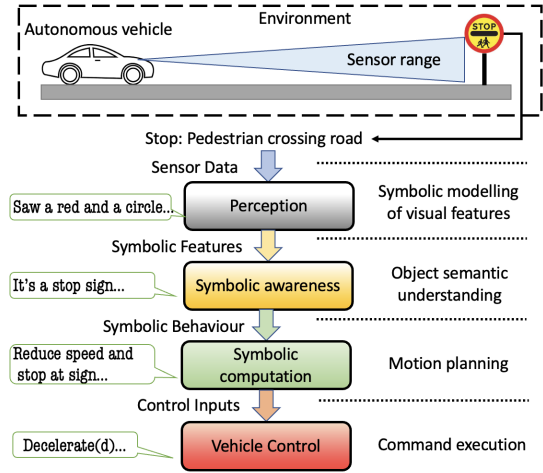 Environment
Autonomous vehicle
STOP
Sensor range
Stop: Pedestrian crossing road
Sensor Data
Saw a red and a circle...
Perception
Symbolic modelling
of visual features
Symbolic Features
It's a stop sign...
Symbolic awareness
Object semantic
understanding
Symbolic Behaviour
Reduce speed and
stop at sign...
Symbolic
computation
Motion planning
Control Inputs
Decelerate(d)...
Vehicle Control
Command execution